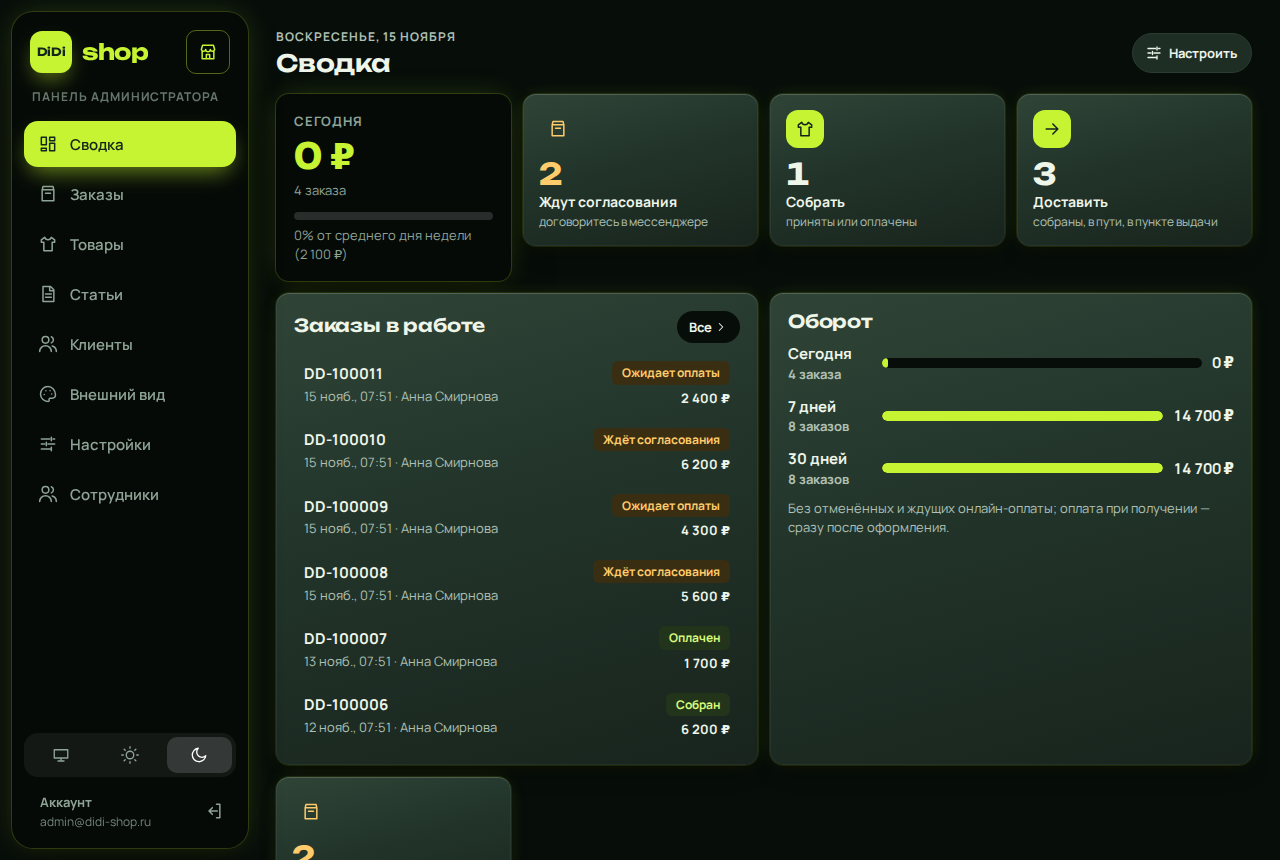 DiDi shop
ПАНЕЛЬ АДМИНИСТРАТОРА
Сводка
Заказы
Товары
Статьи
Клиенты
Внешний вид
Настройки
Сотрудники
Аккаунт
admin@didi-shop.ru
ВОСКРЕСЕНЬЕ, 15 НОЯБРЯ
Сводка
Настроить
СЕГОДНЯ
0 ₽
4 заказа
0% от среднего дня недели
(2 100 ₽)
2
Ждут согласования
договоритесь в мессенджере
1
Собрать
приняты или оплачены
3
Доставить
собраны, в пути, в пункте выдачи
Заказы в работе
Все
DD-100011
Ожидает оплаты
15 нояб., 07:51 · Анна Смирнова
2 400 ₽
DD-100010
Ждёт согласования
15 нояб., 07:51 · Анна Смирнова
6 200 ₽
DD-100009
Ожидает оплаты
15 нояб., 07:51 · Анна Смирнова
4 300 ₽
DD-100008
Ждёт согласования
15 нояб., 07:51 · Анна Смирнова
5 600 ₽
DD-100007
Оплачен
13 нояб., 07:51 · Анна Смирнова
1 700 ₽
DD-100006
Собран
12 нояб., 07:51 · Анна Смирнова
6 200 ₽
Оборот
Сегодня
4 заказа
0 ₽
7 дней
8 заказов
14 700 ₽
30 дней
8 заказов
14 700 ₽
Без отменённых и ждущих онлайн-оплаты; оплата при получении —
сразу после оформления.
2